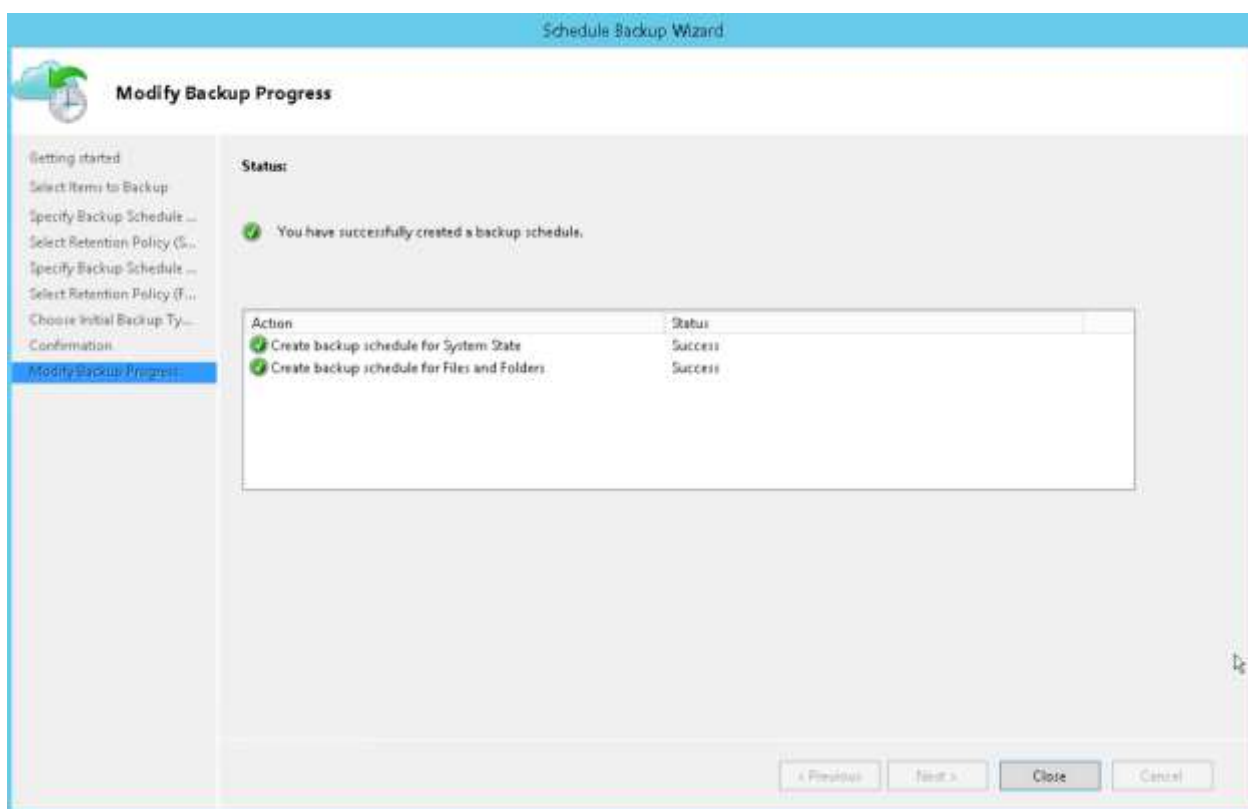 Schedule Backup Wizard
Modify Backup Progress
Getting started
Select Items to Backup
Specify Backup Schedule ...
Select Retention Policy (S...
Specify Backup Schedule ...
Select Retention Policy (F...
Choose Initial Backup Ty...
Confirmation
Modify Backup Progress
Status:
You have successfully created a backup schedule.
Action Status
Create backup schedule for System State Success
Create backup schedule for Files and Folders Success
< Previous Next > Close Cancel